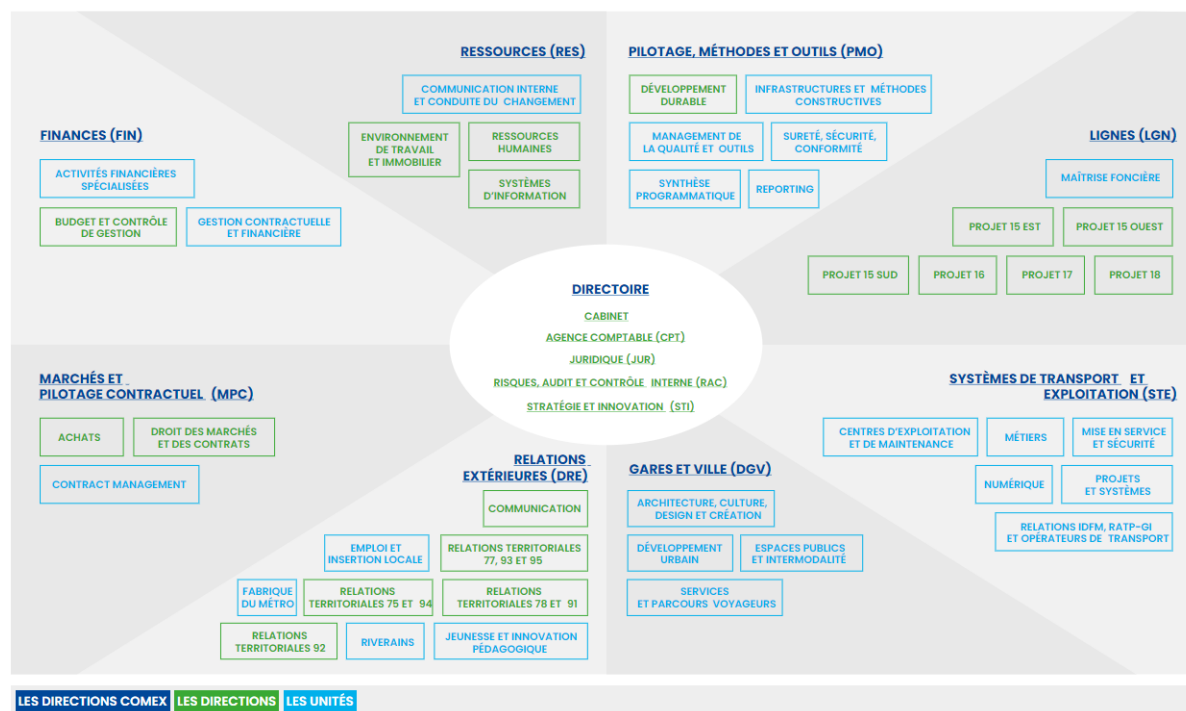 RESSOURCES (RES)
COMMUNICATION INTERNE
ET CONDUITE DU CHANGEMENT
ENVIRONNEMENT
DE TRAVAIL
ET IMMOBILIER
RESSOURCES
HUMAINES
SYSTÈMES
D'INFORMATION
PILOTAGE, MÉTHODES ET OUTILS (PMO)
DÉVELOPPEMENT
DURABLE
INFRASTRUCTURES ET MÉTHODES
CONSTRUCTIVES
MANAGEMENT DE
LA QUALITÉ ET OUTILS
SURETÉ, SÉCURITÉ,
CONFORMITÉ
SYNTHÈSE
PROGRAMMATIQUE
REPORTING
FINANCES (FIN)
ACTIVITÉS FINANCIÈRES
SPÉCIALISÉES
BUDGET ET CONTRÔLE
DE GESTION
GESTION CONTRACTUELLE
ET FINANCIÈRE
LIGNES (LGN)
MAÎTRISE FONCIÈRE
PROJET 15 EST
PROJET 15 OUEST
PROJET 15 SUD
PROJET 16
PROJET 17
PROJET 18
DIRECTOIRE
CABINET
AGENCE COMPTABLE (CPT)
JURIDIQUE (JUR)
RISQUES, AUDIT ET CONTRÔLE INTERNE (RAC)
STRATÉGIE ET INNOVATION (STI)
MARCHÉS ET
PILOTAGE CONTRACTUEL (MPC)
ACHATS
DROIT DES MARCHÉS
ET DES CONTRATS
CONTRACT MANAGEMENT
RELATIONS
EXTÉRIEURES (DRE)
COMMUNICATION
EMPLOI ET
INSERTION LOCALE
RELATIONS TERRITORIALES
77, 93 ET 95
FABRIQUE
DU MÉTRO
RELATIONS
TERRITORIALES 75 ET 94
RELATIONS
TERRITORIALES 78 ET 91
RELATIONS
TERRITORIALES 92
RIVERAINS
JEUNESSE ET INNOVATION
PÉDAGOGIQUE
GARES ET VILLE (DGV)
ARCHITECTURE, CULTURE,
DESIGN ET CRÉATION
DÉVELOPPEMENT
URBAIN
ESPACES PUBLICS
ET INTERMODALITÉ
SERVICES
ET PARCOURS VOYAGEURS
SYSTÈMES DE TRANSPORT ET
EXPLOITATION (STE)
CENTRES D'EXPLOITATION
ET DE MAINTENANCE
MÉTIERS
MISE EN SERVICE
ET SÉCURITÉ
NUMÉRIQUE
PROJETS
ET SYSTÈMES
RELATIONS IDFM, RATP-GI
ET OPÉRATEURS DE TRANSPORT
LES DIRECTIONS COMEX LES DIRECTIONS LES UNITÉS